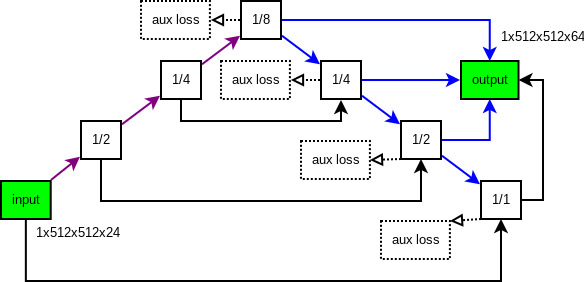 aux loss
1/8
1x512x512x64
1/4
aux loss
1/4
output
1/2
aux loss
1/2
input
1/1
1x512x512x24
aux loss